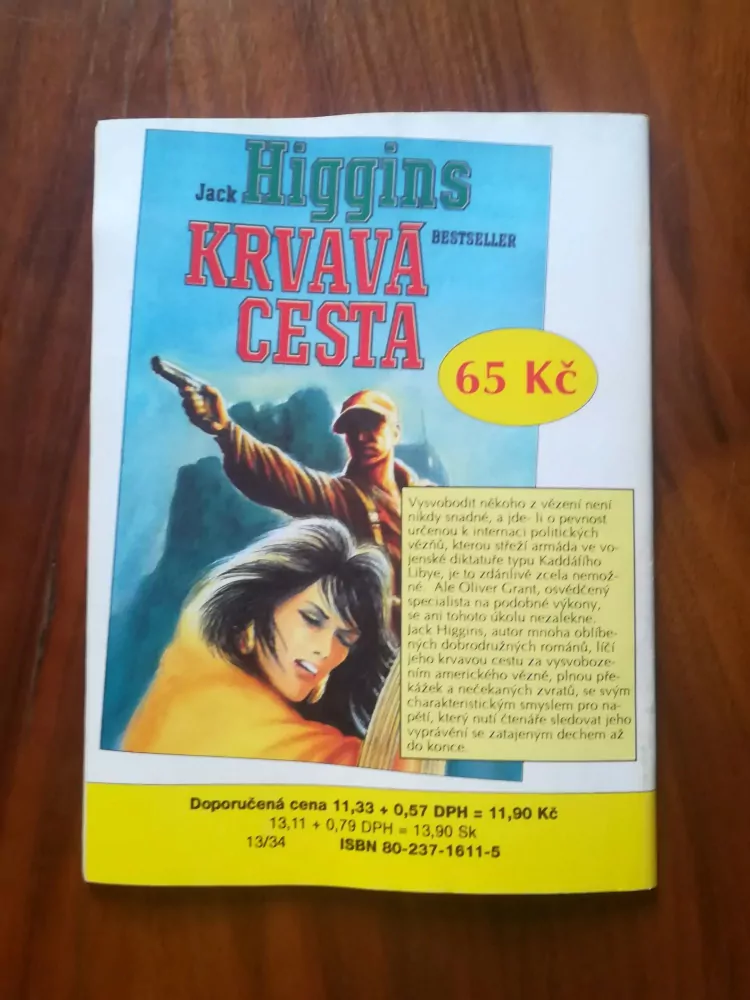 Jack Higgins
BESTSELLER
KRVAVÁ
CESTA
65 Kč
Vysvobodit někoho z vězení není
nikdy snadné, a jde- li o pevnost
určenou k internaci politických
vězňů, kterou střeží armáda ve vo-
jenské diktatuře typu Kaddáfího
Libye, je to zdánlivě zcela nemož-
né. Ale Oliver Grant, osvědčený
specialista na podobné výkony,
se ani tohoto úkolu nezalekne.
Jack Higgins, autor mnoha oblíbe-
ných dobrodružných románů, líčí
jeho krvavou cestu za vysvoboze-
ním amerického vězně, plnou pře-
kážek a nečekaných zvratů, se svým
charakteristickým smyslem pro na-
pětí, který nutí čtenáře sledovat jeho
vyprávění se zatajeným dechem až
do konce.
Doporučená cena 11,33 + 0,57 DPH = 11,90 Kč
13,11 + 0,79 DPH = 13,90 Sk
13/34 ISBN 80-237-1611-5